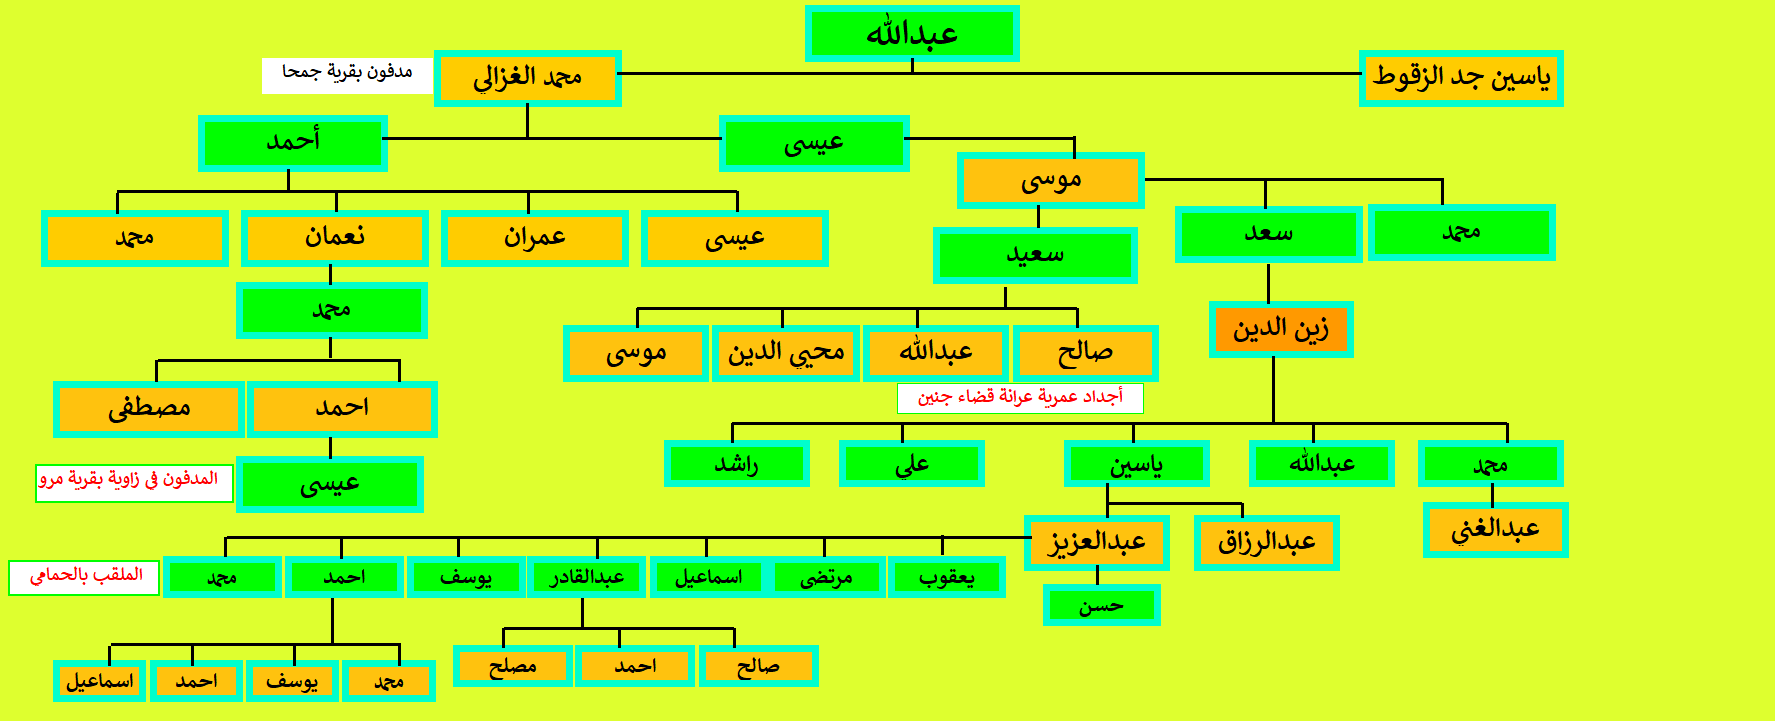 عبدالله
ياسين جد الزقوط
محمد الغزالي
مدفون بقرية جمحا
عيسى
أحمد
موسى
محمد
سعد
سعيد
عيسى
عمران
نعمان
محمد
محمد
زين الدين
صالح
عبدالله
محيي الدين
موسى
أجداد عمرية عرانة قضاء جنين
احمد
مصطفى
محمد
عبدالله
ياسين
علي
راشد
عيسى
المدفون فى زاوية بقرية مرو
عبدالغني
عبدالرزاق
عبدالعزيز
يعقوب
مرتضى
اسماعيل
عبدالقادر
يوسف
احمد
محمد
الملقب بالحمامى
حسن
صالح
احمد
مصلح
محمد
يوسف
احمد
اسماعيل